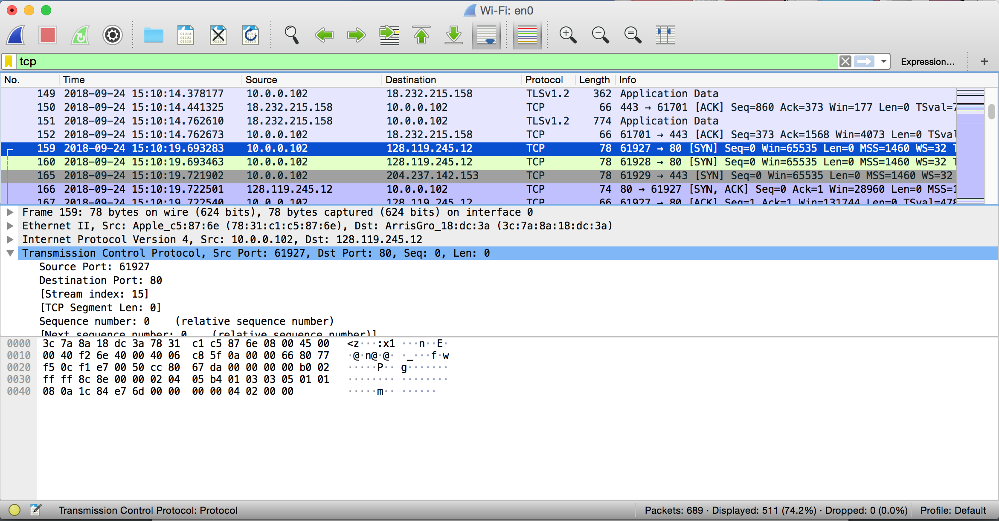 Wi-Fi: en0
tcp
Expression...
+
No. Time Source Destination Protocol Length Info
149 2018-09-24 15:10:14.378177 10.0.0.102 18.232.215.158 TLSv1.2 362 Application Data
150 2018-09-24 15:10:14.441325 18.232.215.158 10.0.0.102 TCP 66 443 → 61701 [ACK] Seq=860 Ack=373 Win=177 Len=0 TSval=7
151 2018-09-24 15:10:14.762610 18.232.215.158 10.0.0.102 TLSv1.2 774 Application Data
152 2018-09-24 15:10:14.762673 10.0.0.102 18.232.215.158 TCP 66 61701 → 443 [ACK] Seq=373 Ack=1568 Win=4073 Len=0 TSval
159 2018-09-24 15:10:19.693283 10.0.0.102 128.119.245.12 TCP 78 61927 → 80 [SYN] Seq=0 Win=65535 Len=0 MSS=1460 WS=32 T
160 2018-09-24 15:10:19.693463 10.0.0.102 128.119.245.12 TCP 78 61928 → 80 [SYN] Seq=0 Win=65535 Len=0 MSS=1460 WS=32 T
165 2018-09-24 15:10:19.721902 10.0.0.102 204.237.142.153 TCP 78 61929 → 443 [SYN] Seq=0 Win=65535 Len=0 MSS=1460 WS=32
166 2018-09-24 15:10:19.722501 128.119.245.12 10.0.0.102 TCP 74 80 → 61927 [SYN, ACK] Seq=0 Ack=1 Win=28960 Len=0 MSS=1
167 2018-09-24 15:10:19.722540 10.0.0.102 128.119.245.12 TCP 66 61927 → 80 [ACK] Seq=1 Ack=1 Win=131744 Len=0 TSval=478
Frame 159: 78 bytes on wire (624 bits), 78 bytes captured (624 bits) on interface 0
Ethernet II, Src: Apple_c5:87:6e (78:31:c1:c5:87:6e), Dst: ArrisGro_18:dc:3a (3c:7a:8a:18:dc:3a)
Internet Protocol Version 4, Src: 10.0.0.102, Dst: 128.119.245.12
Transmission Control Protocol, Src Port: 61927, Dst Port: 80, Seq: 0, Len: 0
Source Port: 61927
Destination Port: 80
[Stream index: 15]
[TCP Segment Len: 0]
Sequence number: 0 (relative sequence number)
[Next sequence number: 0 (relative sequence number)]
0000 3c 7a 8a 18 dc 3a 78 31 c1 c5 87 6e 08 00 45 00 <z···:x1 ···n··E·
0010 00 40 f2 6e 40 00 40 06 c8 5f 0a 00 00 66 80 77 ·@·n@·@· ·_···f·w
0020 f5 0c f1 e7 00 50 cc 80 67 da 00 00 00 00 b0 02 ·····P·· g·······
0030 ff ff 8c 8e 00 00 02 04 05 b4 01 03 03 05 01 01 ········ ········
0040 08 0a 1c 84 e7 6d 00 00 00 00 04 02 00 00 ·····m·· ······
Transmission Control Protocol: Protocol
Packets: 689 · Displayed: 511 (74.2%) · Dropped: 0 (0.0%)
Profile: Default